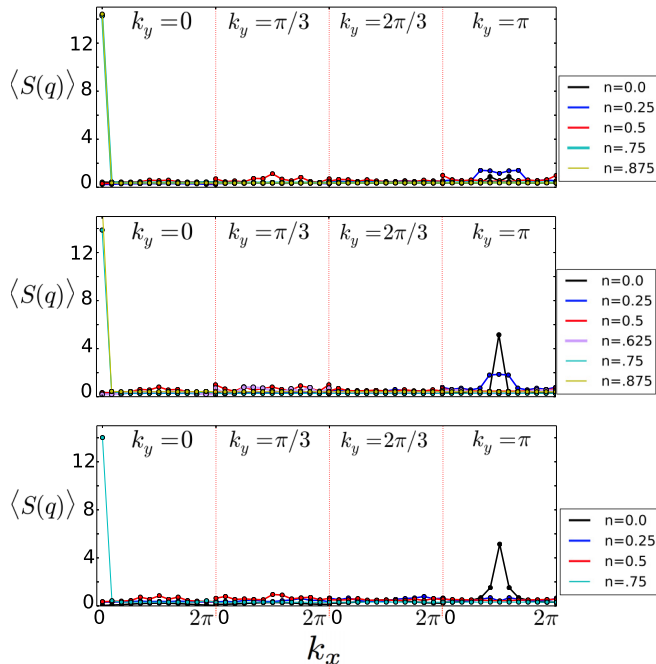 k_y=0 k_y=π/3 k_y=2π/3 k_y=π
12
⟨S(q)⟩ 8
4
0
n=0.0
n=0.25
n=0.5
n=.75
n=.875
k_y=0 k_y=π/3 k_y=2π/3 k_y=π
12
⟨S(q)⟩ 8
4
0
n=0.0
n=0.25
n=0.5
n=.625
n=.75
n=.875
k_y=0 k_y=π/3 k_y=2π/3 k_y=π
12
⟨S(q)⟩ 8
4
0
n=0.0
n=0.25
n=0.5
n=.75
0 2π 0 2π 0 2π 0 2π
k_x